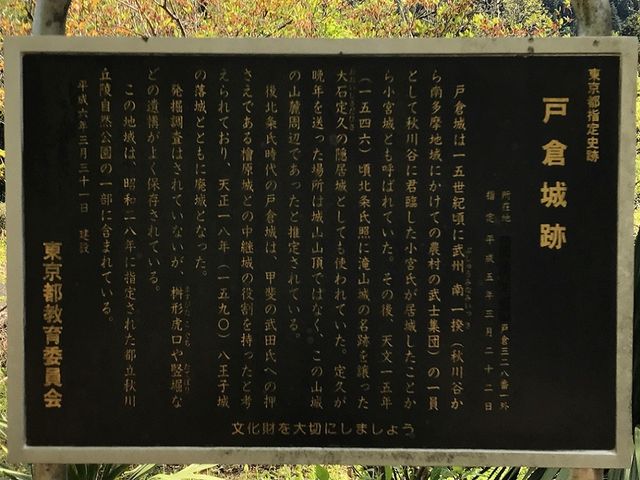 東京都指定史跡
戸倉城跡
所在地　戸倉三二八番一外
指定　平成五年三月二十二日
戸倉城は一五世紀頃に武州南一揆（秋川谷か
ら南多摩地域にかけての農村の武士集団）の一員
として秋川谷に君臨した小宮氏が居城したことか
ら小宮城とも呼ばれていた。その後、天文一五年
（一五四六）頃北条氏照に滝山城の名跡を譲った
大石定久の隠居城としても使われていた。定久が
晩年を送った場所は城山山頂ではなく、この山城
の山麓周辺であったと推定されている。
後北条氏時代の戸倉城は、甲斐の武田氏への押
さえである檜原城との中継城の役割を持ったと考
えられており、天正一八年（一五九〇）八王子城
の落城とともに廃城となった。
発掘調査はされていないが、桝形虎口や竪堀な
どの遺構がよく保存されている。
この地域は、昭和二八年に指定された都立秋川
丘陵自然公園の一部に含まれている。
平成六年三月三十一日　建設
東京都教育委員会
文化財を大切にしましょう